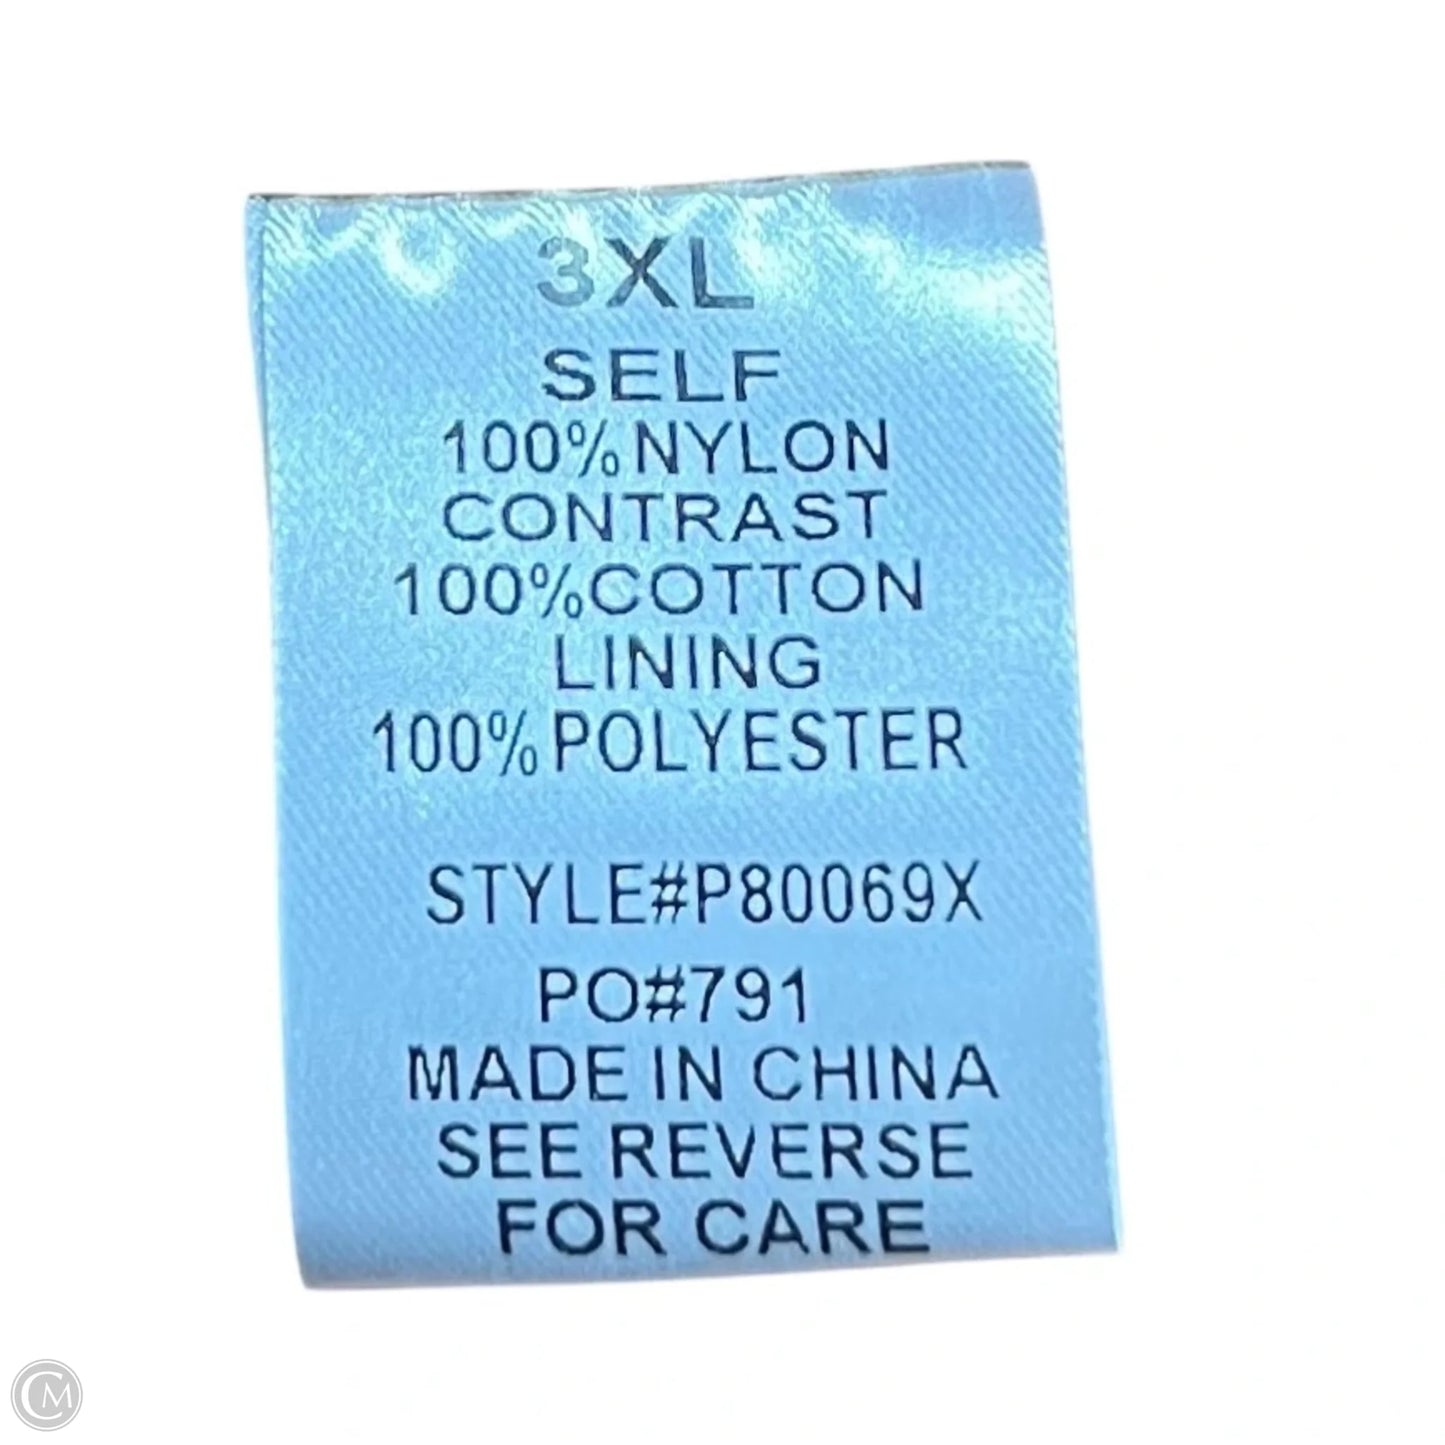 3XL
SELF
100%NYLON
CONTRAST
100%COTTON
LINING
100%POLYESTER
STYLE#P80069X
PO#791
MADE IN CHINA
SEE REVERSE
FOR CARE
CM